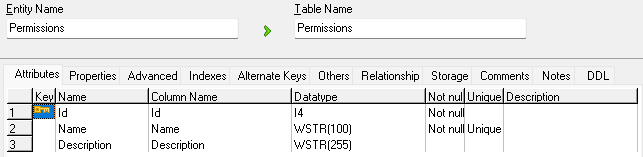 Entity Name Table Name
Permissions Permissions
Attributes Properties Advanced Indexes Alternate Keys Others Relationship Storage Comments Notes DDL
Key Name Column Name Datatype Not nul Unique Description
1 Id Id I4 Not null
2 Name Name WSTR(100) Not null Unique
3 Description Description WSTR(255)